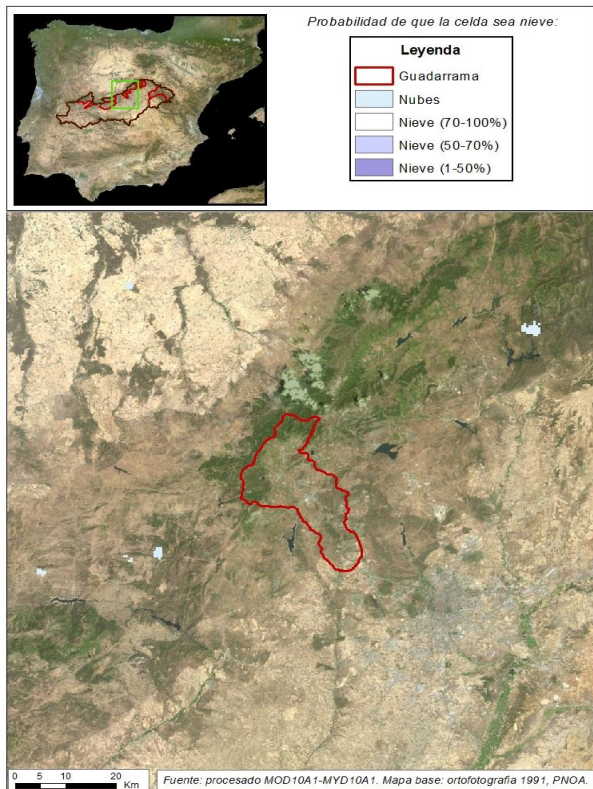 Probabilidad de que la celda sea nieve:
Leyenda
Guadarrama
Nubes
Nieve (70-100%)
Nieve (50-70%)
Nieve (1-50%)
0 5 10 20
Km
Fuente: procesado MOD10A1-MYD10A1. Mapa base: ortofotografia 1991, PNOA.